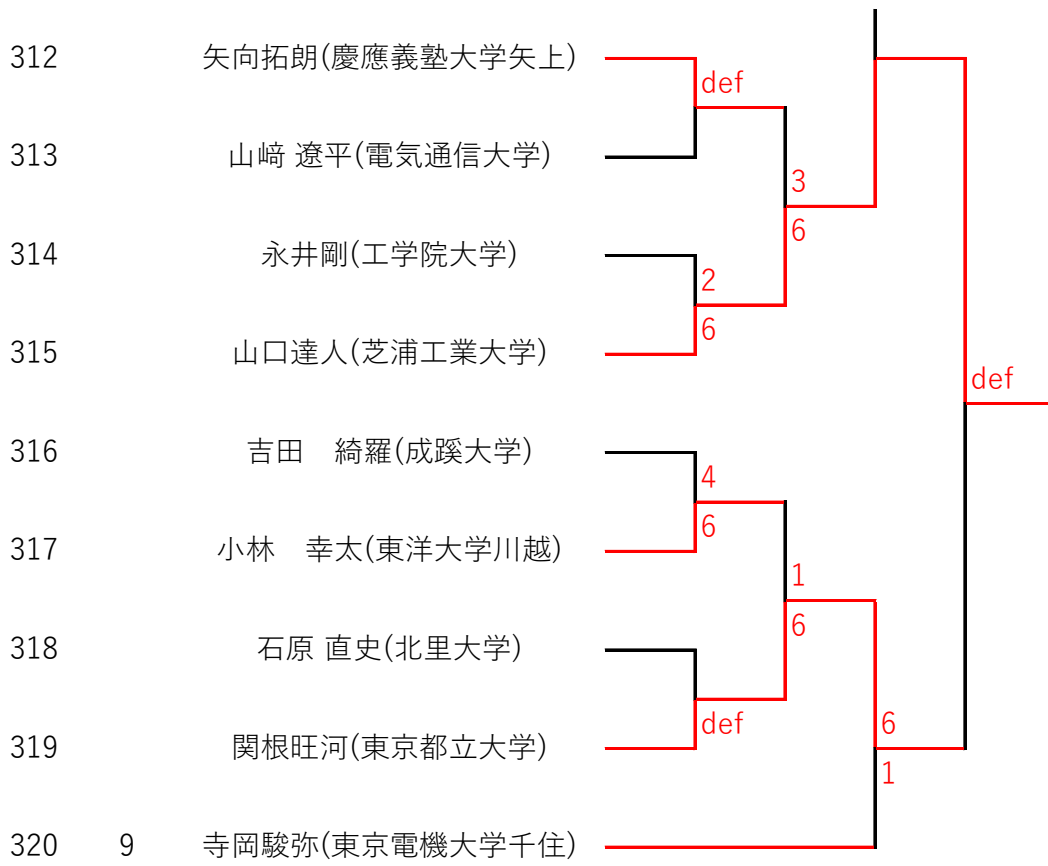 312 矢向拓朗(慶應義塾大学矢上)
def
313 山﨑 遼平(電気通信大学)
3
6
314 永井剛(工学院大学)
2
6
315 山口達人(芝浦工業大学)
def
316 吉田　綺羅(成蹊大学)
4
6
317 小林　幸太(東洋大学川越)
1
6
318 石原 直史(北里大学)
def
319 関根旺河(東京都立大学)
6
1
320 9 寺岡駿弥(東京電機大学千住)